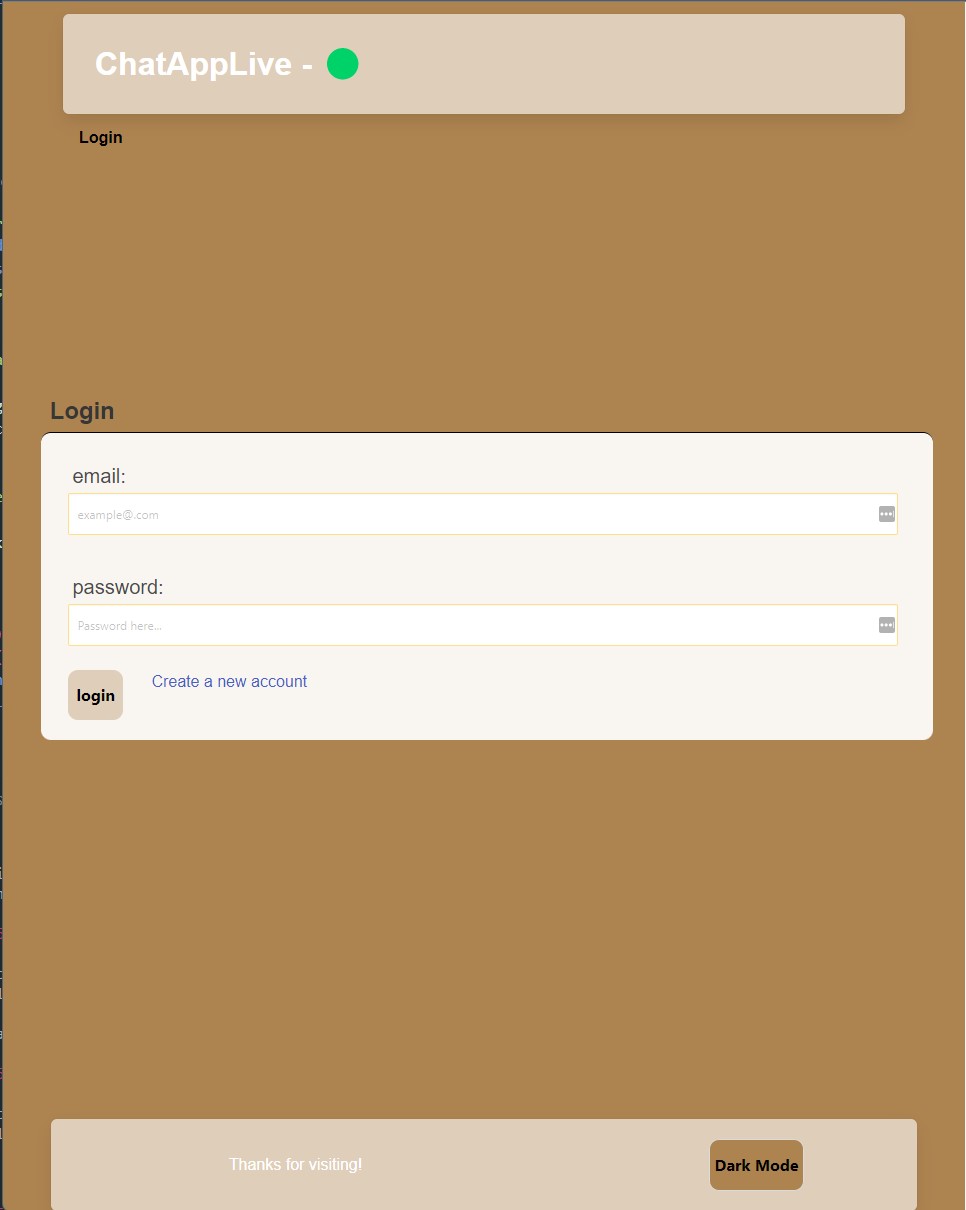 ChatAppLive -
Login
Login
email:
example@.com
password:
Password here...
login
Create a new account
Thanks for visiting!
Dark Mode